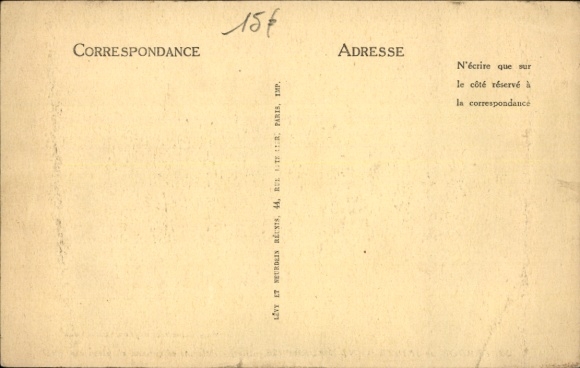 15f
CORRESPONDANCE
ADRESSE
N'écrire que sur
le côté réservé à
la correspondance
LÉVY ET NEURDEIN RÉUNIS, 44, RUE LETELLIER, PARIS, IMP.